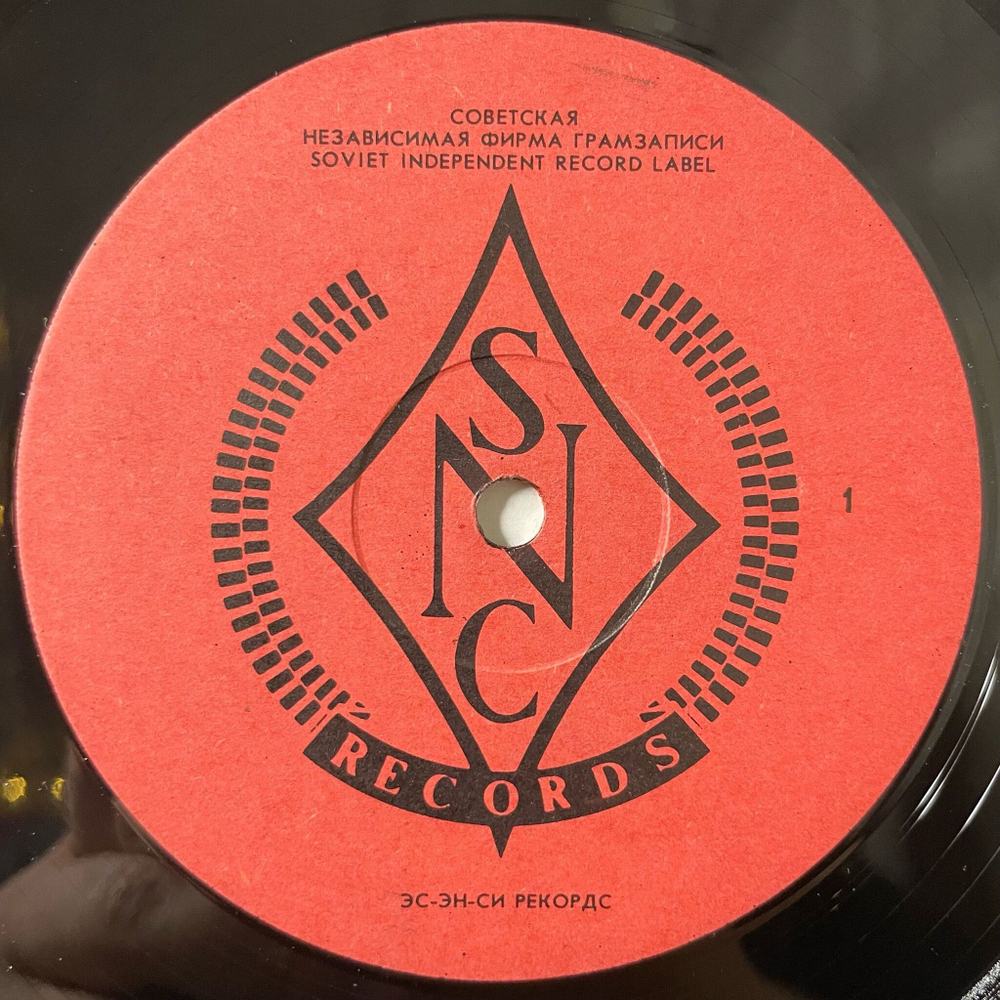 СОВЕТСКАЯ
НЕЗАВИСИМАЯ ФИРМА ГРАМЗАПИСИ
SOVIET INDEPENDENT RECORD LABEL
S
N
C
1
RECORDS
ЭС-ЭН-СИ РЕКОРДС